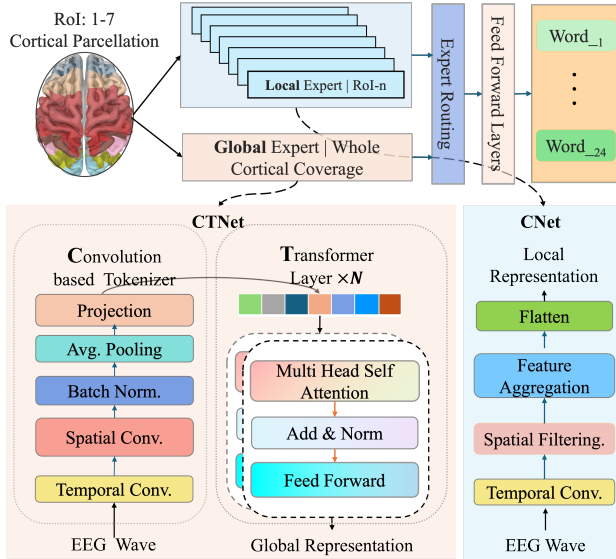 RoI: 1-7
Cortical Parcellation
Local Expert | RoI-n
Global Expert | Whole
Cortical Coverage
Expert Routing
Feed Forward
Layers
Word_1
Word_24
CTNet
Convolution
based Tokenizer
Projection
Avg. Pooling
Batch Norm.
Spatial Conv.
Temporal Conv.
EEG Wave
Transformer
Layer ×N
Multi Head Self
Attention
Add & Norm
Feed Forward
Global Representation
CNet
Local
Representation
Flatten
Feature
Aggregation
Spatial Filtering.
Temporal Conv.
EEG Wave